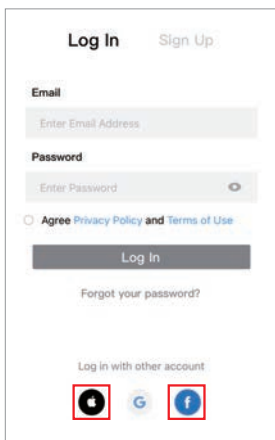 Log In Sign Up
Email
Enter Email Address
Password
Enter Password
Agree Privacy Policy and Terms of Use
Log In
Forgot your password?
Log in with other account
G f